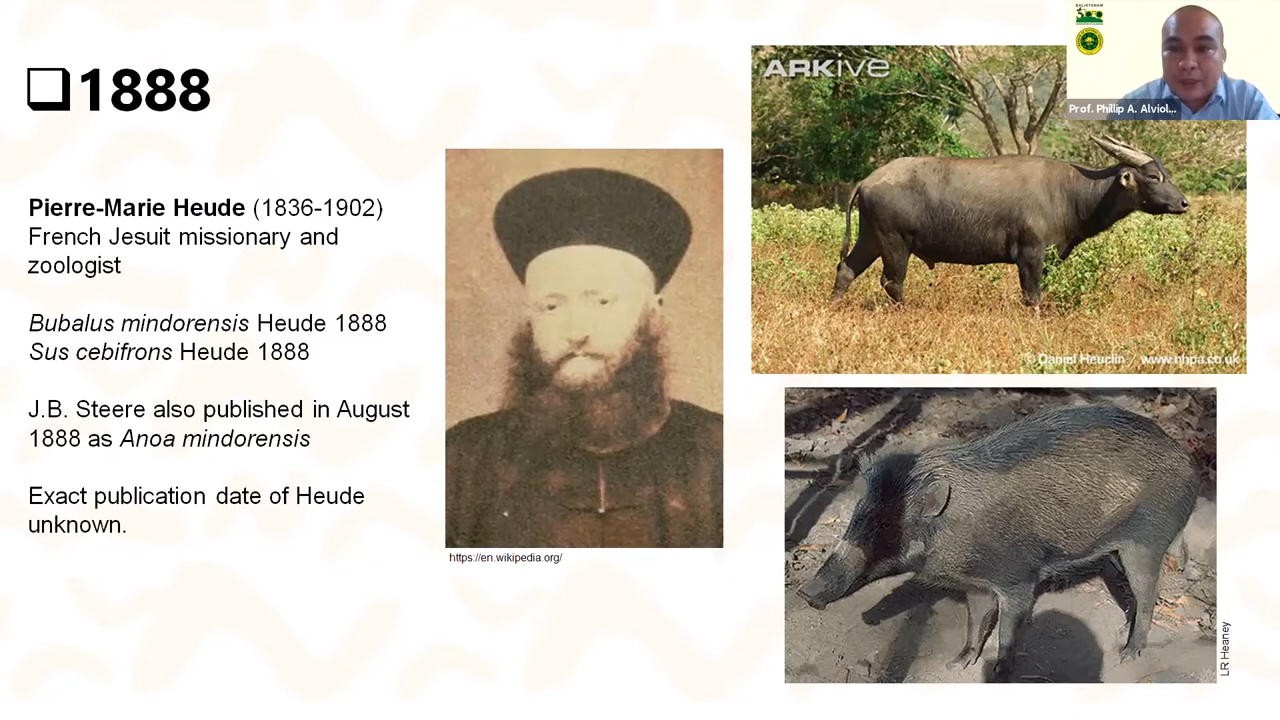 1888
Pierre-Marie Heude (1836-1902)
French Jesuit missionary and
zoologist
Bubalus mindorensis Heude 1888
Sus cebifrons Heude 1888
J.B. Steere also published in August
1888 as Anoa mindorensis
Exact publication date of Heude
unknown.
https://en.wikipedia.org/
ARKive
© Daniel Heuclin / www.nhpa.co.uk
LR Heaney
Prof. Phillip A. Alviol...